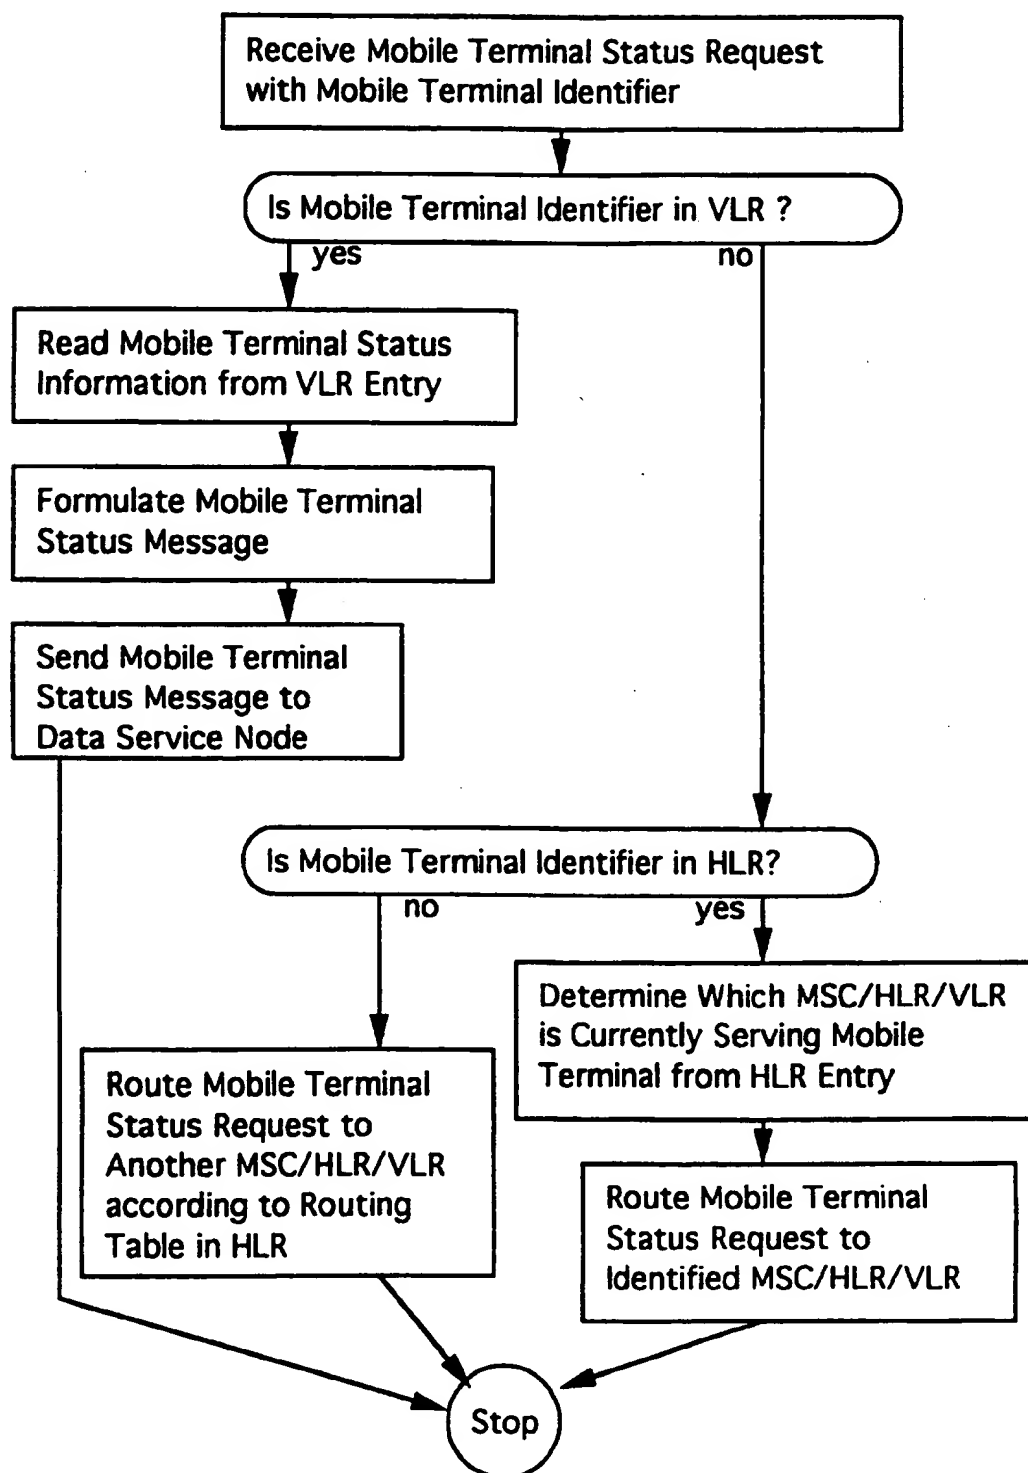 Receive Mobile Terminal Status Request
with Mobile Terminal Identifier
Is Mobile Terminal Identifier in VLR ?
yes
no
Read Mobile Terminal Status
Information from VLR Entry
Formulate Mobile Terminal
Status Message
Send Mobile Terminal
Status Message to
Data Service Node
Is Mobile Terminal Identifier in HLR?
no
yes
Determine Which MSC/HLR/VLR
is Currently Serving Mobile
Terminal from HLR Entry
Route Mobile Terminal
Status Request to
Another MSC/HLR/VLR
according to Routing
Table in HLR
Route Mobile Terminal
Status Request to
Identified MSC/HLR/VLR
Stop